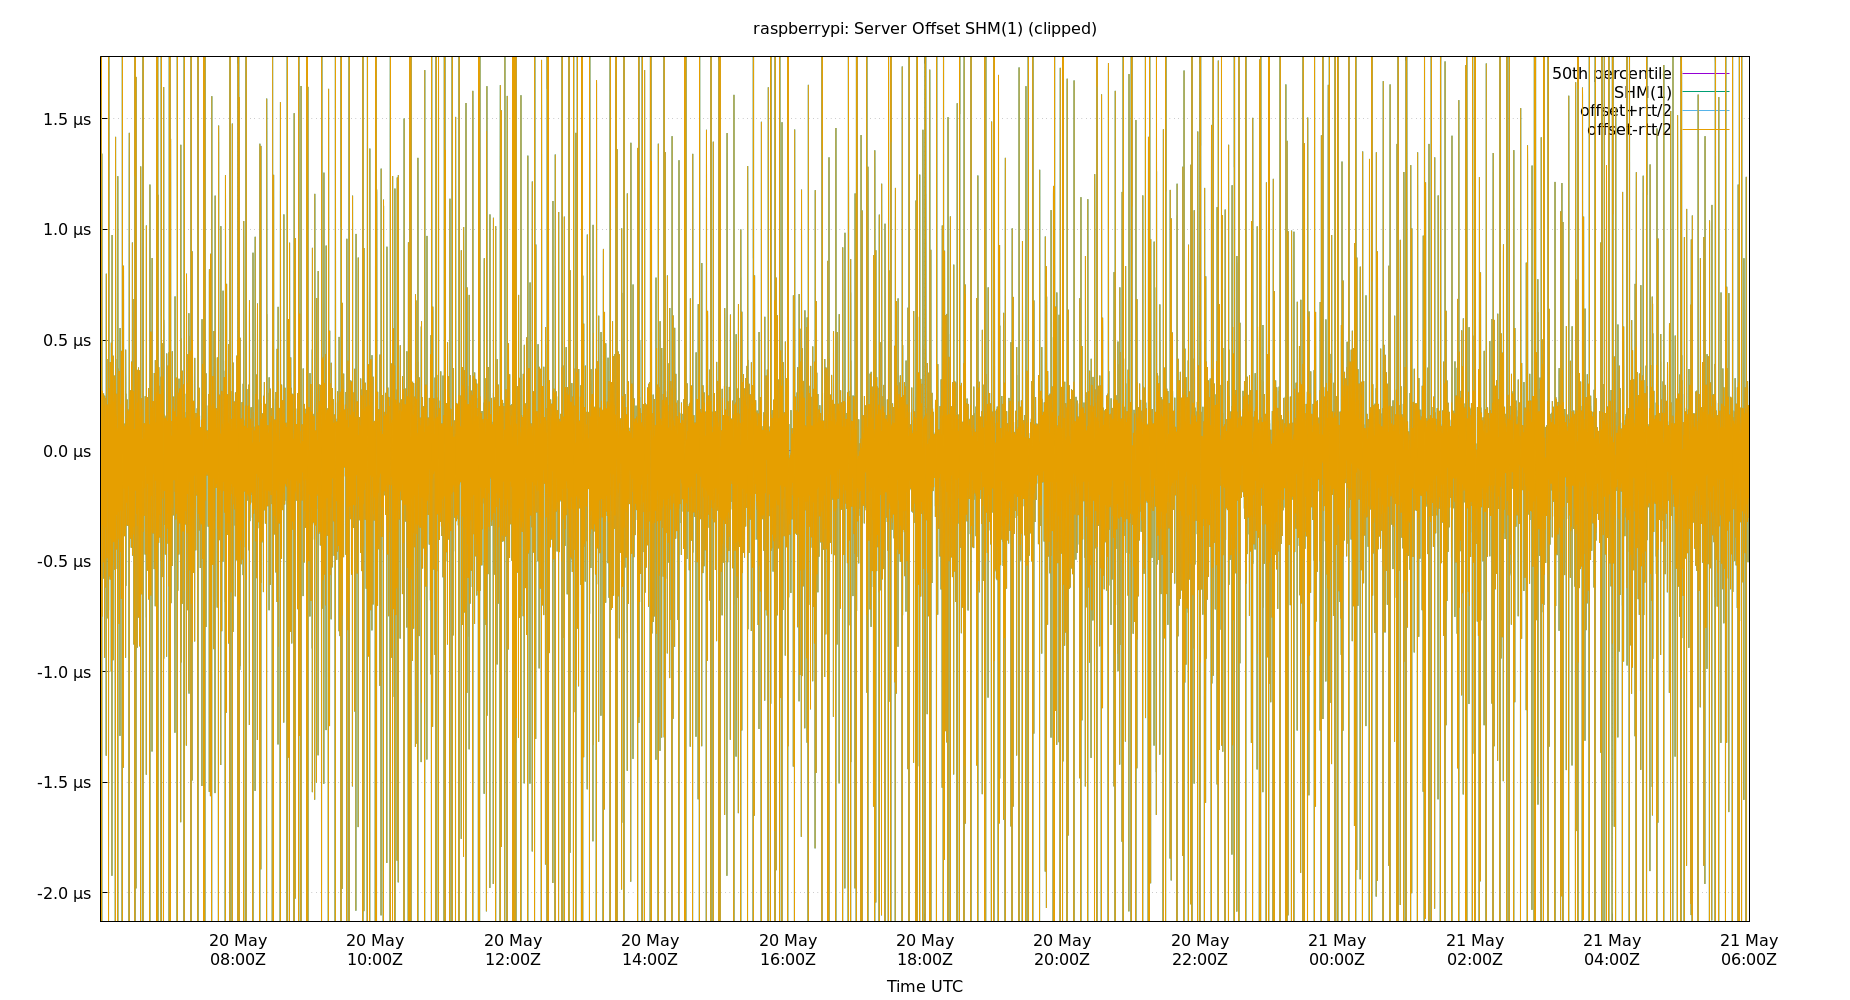 raspberrypi: Server Offset SHM(1) (clipped)
50th percentile
SHM(1)
offset+rtt/2
offset-rtt/2
1.5 µs
1.0 µs
0.5 µs
0.0 µs
-0.5 µs
-1.0 µs
-1.5 µs
-2.0 µs
20 May 20 May 20 May 20 May 20 May 20 May 20 May 20 May 21 May 21 May 21 May 21 May
08:00Z 10:00Z 12:00Z 14:00Z 16:00Z 18:00Z 20:00Z 22:00Z 00:00Z 02:00Z 04:00Z 06:00Z
Time UTC